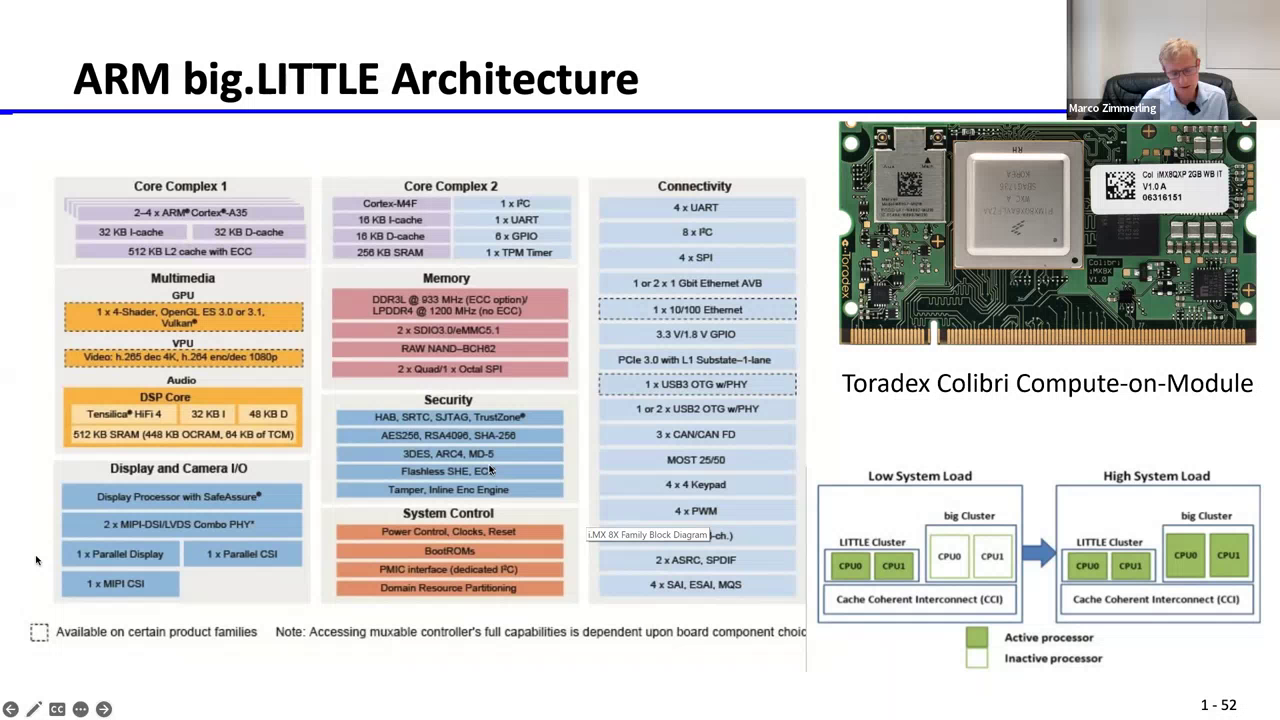 ARM big.LITTLE Architecture
Marco Zimmerling
Core Complex 1
2–4 x ARM® Cortex®-A35
32 KB I-cache
32 KB D-cache
512 KB L2 cache with ECC
Multimedia
GPU
1 x 4-Shader, OpenGL ES 3.0 or 3.1,
Vulkan®
VPU
Video: h.265 dec 4K, h.264 enc/dec 1080p
Audio
DSP Core
Tensilica® HiFi 4
32 KB I
48 KB D
512 KB SRAM (448 KB OCRAM, 64 KB of TCM)
Display and Camera I/O
Display Processor with SafeAssure®
2 x MIPI-DSI/LVDS Combo PHY*
1 x Parallel Display
1 x Parallel CSI
1 x MIPI CSI
Core Complex 2
Cortex-M4F
1 x I²C
16 KB I-cache
1 x UART
16 KB D-cache
6 x GPIO
256 KB SRAM
1 x TPM Timer
Memory
DDR3L @ 933 MHz (ECC option)/
LPDDR4 @ 1200 MHz (no ECC)
2 x SDIO3.0/eMMC5.1
RAW NAND–BCH62
2 x Quad/1 x Octal SPI
Security
HAB, SRTC, SJTAG, TrustZone®
AES256, RSA4096, SHA-256
3DES, ARC4, MD-5
Flashless SHE, EC
Tamper, Inline Enc Engine
System Control
Power Control, Clocks, Reset
BootROMs
PMIC interface (dedicated I²C)
Domain Resource Partitioning
Connectivity
4 x UART
8 x I²C
4 x SPI
1 or 2 x 1 Gbit Ethernet AVB
1 x 10/100 Ethernet
3.3 V/1.8 V GPIO
PCIe 3.0 with L1 Substate–1-lane
1 x USB3 OTG w/PHY
1 or 2 x USB2 OTG w/PHY
3 x CAN/CAN FD
MOST 25/50
4 x 4 Keypad
4 x PWM
i.MX 8X Family Block Diagram
-ch.)
2 x ASRC, SPDIF
4 x SAI, ESAI, MQS
Available on certain product families
Note: Accessing muxable controller's full capabilities is dependent upon board component choic
Col iMX8QXP 2GB WB IT
V1.0 A
06316151
Toradex
Colibri
iMX8X
V1.0
Toradex Colibri Compute-on-Module
Low System Load
High System Load
big Cluster
LITTLE Cluster
CPU0
CPU1
CPU0
CPU1
Cache Coherent Interconnect (CCI)
big Cluster
LITTLE Cluster
CPU0
CPU1
CPU0
CPU1
Cache Coherent Interconnect (CCI)
Active processor
Inactive processor
CC
1 - 52